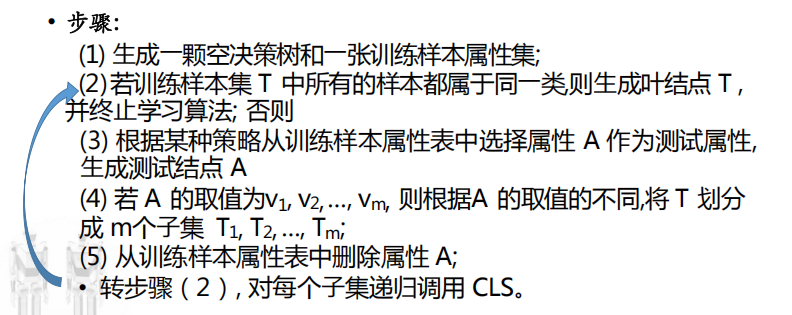 • 步骤:
(1) 生成一颗空决策树和一张训练样本属性集;
(2)若训练样本集 T 中所有的样本都属于同一类,则生成叶结点 T ,
并终止学习算法; 否则
(3) 根据某种策略从训练样本属性表中选择属性 A 作为测试属性,
生成测试结点 A
(4) 若 A 的取值为v1, v2, ..., vm, 则根据A 的取值的不同,将 T 划分
成 m个子集 T1, T2, ..., Tm;
(5) 从训练样本属性表中删除属性 A;
• 转步骤（2）, 对每个子集递归调用 CLS。